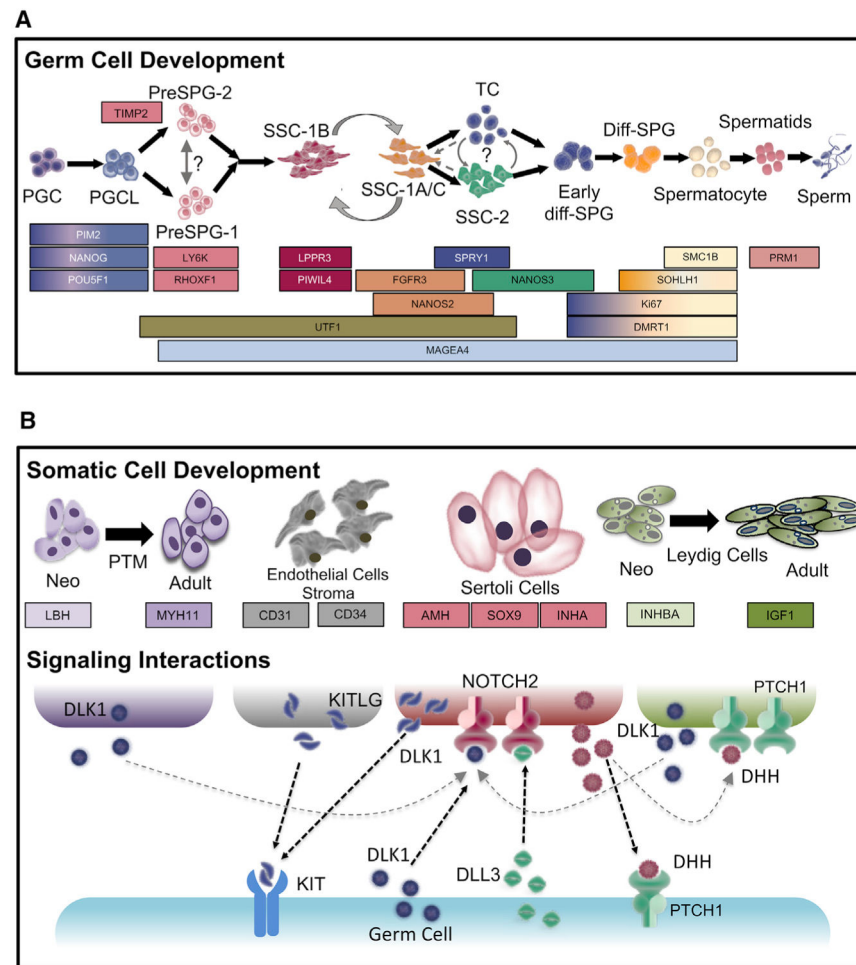 A
Germ Cell Development
PreSPG-2
TIMP2
TC
SSC-1B
Diff-SPG
Spermatids
?
?
PGC
PGCL
SSC-1A/C
SSC-2
Early
diff-SPG
Spermatocyte
Sperm
PreSPG-1
PIM2
NANOG
LY6K
LPPR3
SPRY1
SMC1B
PRM1
POU5F1
RHOXF1
PIWIL4
FGFR3
NANOS3
SOHLH1
NANOS2
Ki67
UTF1
DMRT1
MAGEA4
B
Somatic Cell Development
Neo
PTM
Adult
Endothelial Cells
Stroma
Sertoli Cells
Neo
Leydig Cells
Adult
LBH
MYH11
CD31
CD34
AMH
SOX9
INHA
INHBA
IGF1
Signaling Interactions
NOTCH2
PTCH1
DLK1
KITLG
DLK1
DLK1
DHH
DLK1
DLL3
DHH
KIT
PTCH1
Germ Cell